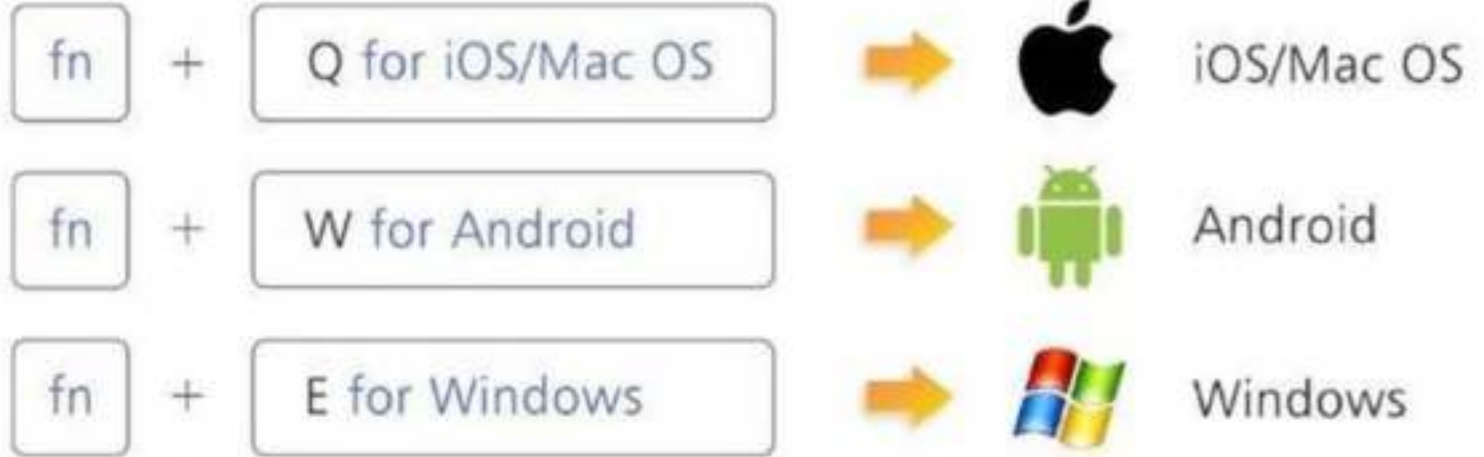 fn + Q for iOS/Mac OS iOS/Mac OS
fn + W for Android Android
fn + E for Windows Windows